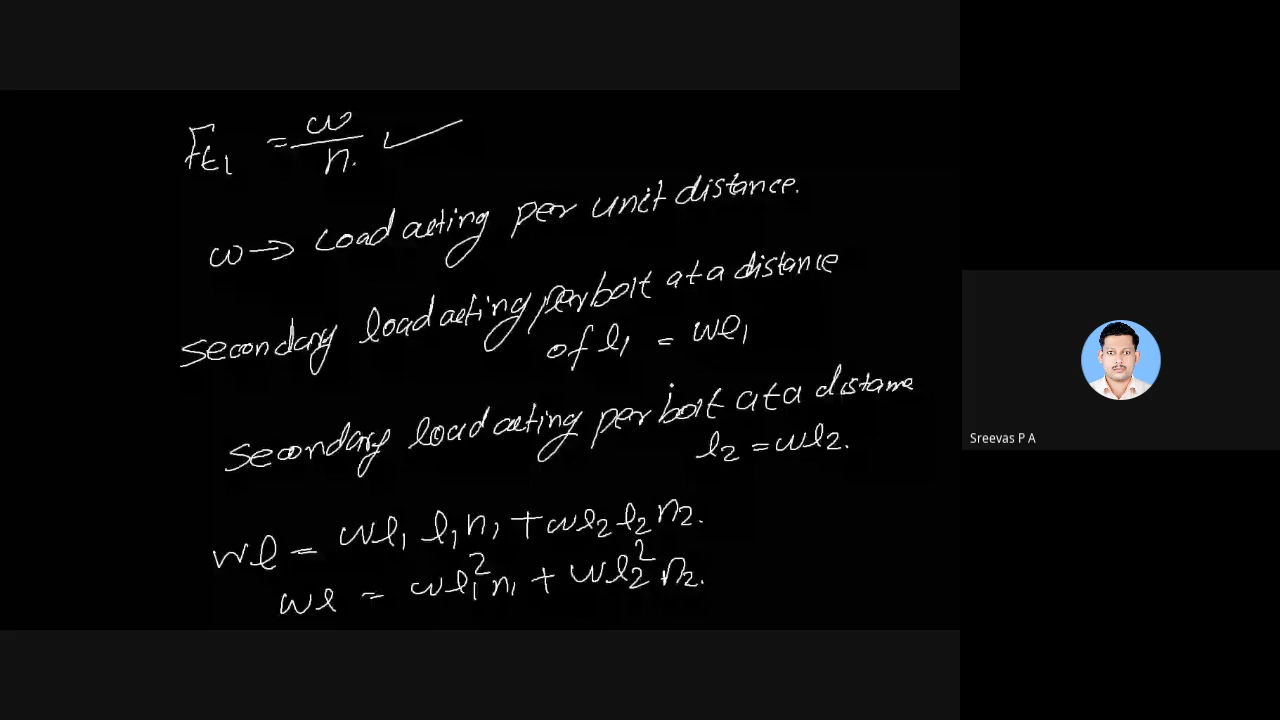 Ft1 = w/n. ✓
w → Load acting per unit distance.
Secondary load acting per bolt at a distance
of l1 = wl1
Secondary load acting per bolt at a distance
l2 = wl2.
Wl = wl1 l1 n1 + wl2 l2 n2.
Wl = wl1² n1 + wl2² n2.
Sreevas P A